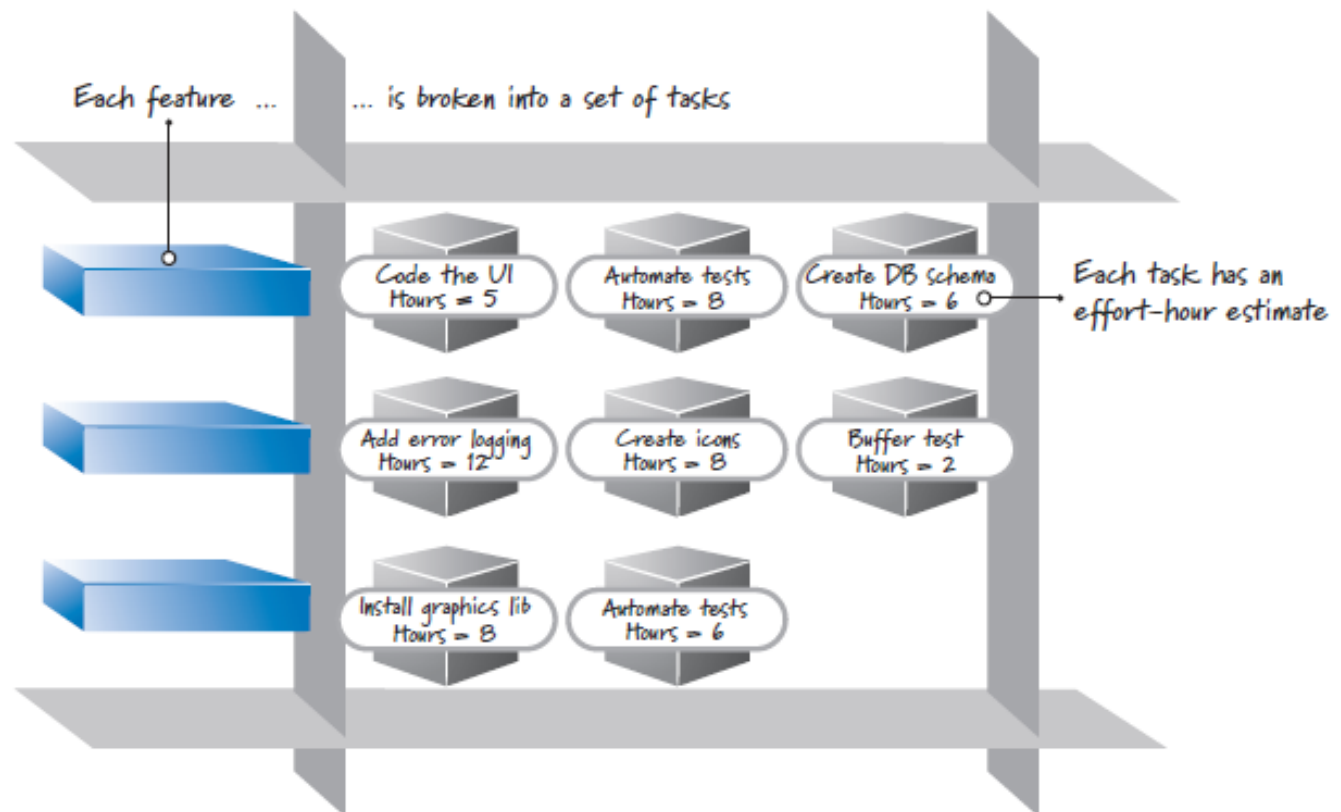 Each feature ... ... is broken into a set of tasks
Code the UI
Hours = 5
Automate tests
Hours = 8
Create DB schema
Hours = 6
Each task has an
effort-hour estimate
Add error logging
Hours = 12
Create icons
Hours = 8
Buffer test
Hours = 2
Install graphics lib
Hours = 8
Automate tests
Hours = 6